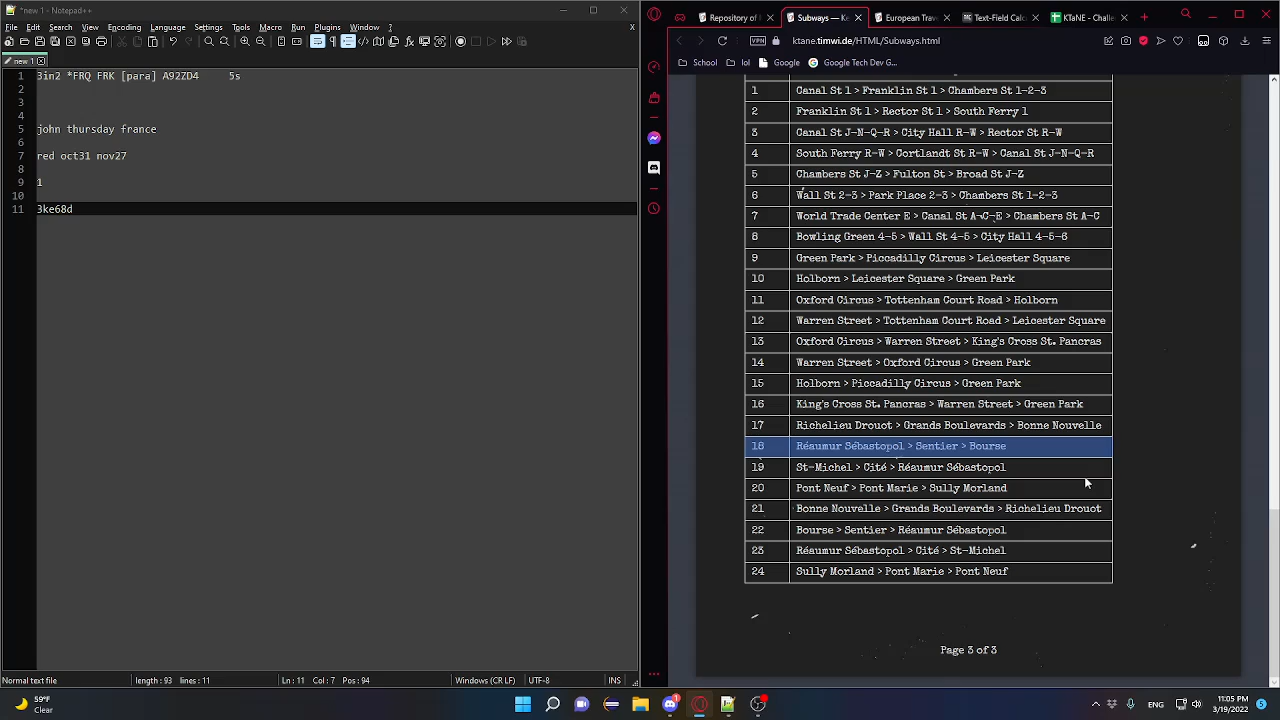 *new 1 - Notepad++
File Edit Search View Encoding Language Settings Tools Macro Run Plugins Window ? X
new 1
1 3in2 *FRQ FRK [para] A92ZD4 5s
2
3
4
5 john thursday france
6
7 red oct31 nov27
8
9 1
10
11 3ke68d
Normal text file length: 93 lines: 11 Ln: 11 Col: 7 Pos: 94 Windows (CR LF) UTF-8 INS
Repository of Subways — Ke European Trav Text-Field Calc KTaNE - Challe
VPN ktane.timwi.de/HTML/Subways.html
School lol Google Google Tech Dev G...
1 Canal St 1 > Franklin St 1 > Chambers St 1-2-3
2 Franklin St 1 > Rector St 1 > South Ferry 1
3 Canal St J-N-Q-R > City Hall R-W > Rector St R-W
4 South Ferry R-W > Cortlandt St R-W > Canal St J-N-Q-R
5 Chambers St J-Z > Fulton St > Broad St J-Z
6 Wall St 2-3 > Park Place 2-3 > Chambers St 1-2-3
7 World Trade Center E > Canal St A-C-E > Chambers St A-C
8 Bowling Green 4-5 > Wall St 4-5 > City Hall 4-5-6
9 Green Park > Piccadilly Circus > Leicester Square
10 Holborn > Leicester Square > Green Park
11 Oxford Circus > Tottenham Court Road > Holborn
12 Warren Street > Tottenham Court Road > Leicester Square
13 Oxford Circus > Warren Street > King's Cross St. Pancras
14 Warren Street > Oxford Circus > Green Park
15 Holborn > Piccadilly Circus > Green Park
16 King's Cross St. Pancras > Warren Street > Green Park
17 Richelieu Drouot > Grands Boulevards > Bonne Nouvelle
18 Réaumur Sébastopol > Sentier > Bourse
19 St-Michel > Cité > Réaumur Sébastopol
20 Pont Neuf > Pont Marie > Sully Morland
21 Bonne Nouvelle > Grands Boulevards > Richelieu Drouot
22 Bourse > Sentier > Réaumur Sébastopol
23 Réaumur Sébastopol > Cité > St-Michel
24 Sully Morland > Pont Marie > Pont Neuf
Page 3 of 3
59°F
Clear
ENG
11:05 PM
3/19/2022